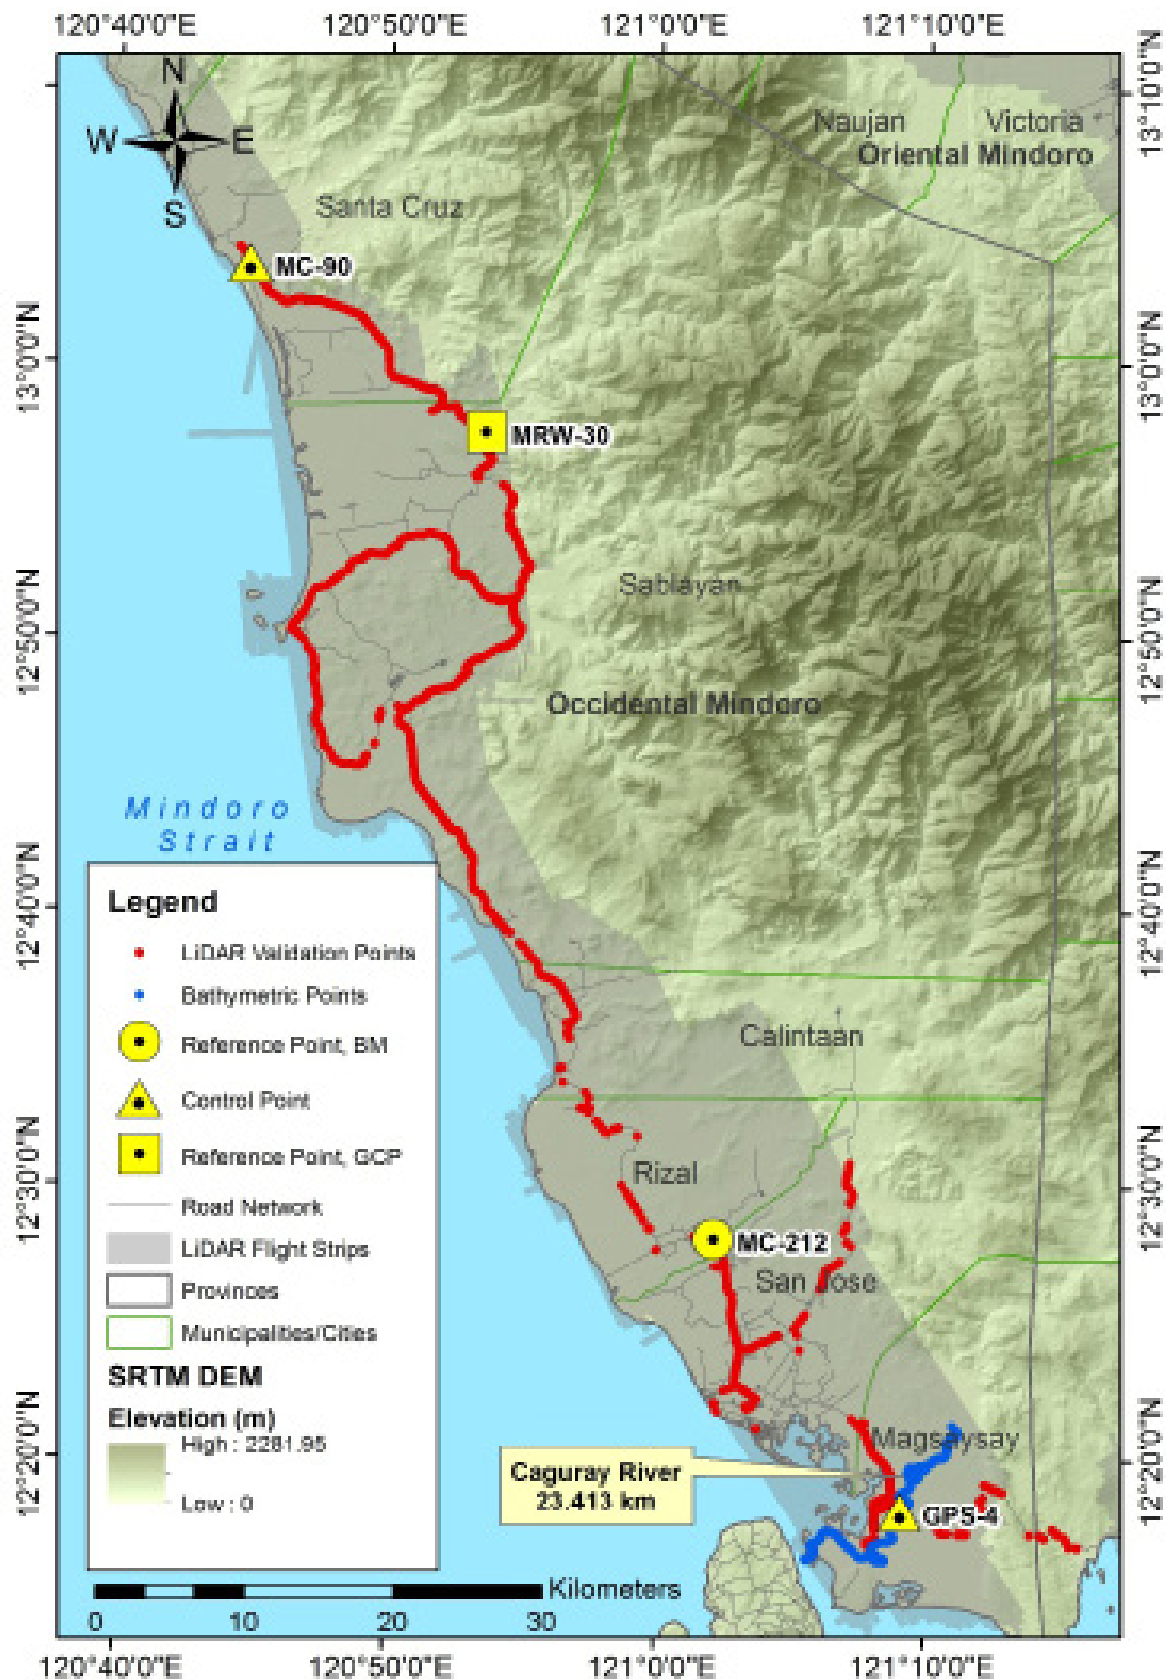 120°40'0"E 120°50'0"E 121°0'0"E 121°10'0"E
N
W E
S
Naujan Victoria
Oriental Mindoro
Santa Cruz
MC-90
MRW-30
Sablayan
Occidental Mindoro
Mindoro
Strait
Calintaan
Rizal
MC-212
San Jose
Magsaysay
Caguray River
23.413 km
GPS-4
Legend
LiDAR Validation Points
Bathymetric Points
Reference Point, BM
Control Point
Reference Point, GCP
Road Network
LiDAR Flight Strips
Provinces
Municipalities/Cities
SRTM DEM
Elevation (m)
High : 2281.95
Low : 0
Kilometers
0 10 20 30
13°0'0"N
12°50'0"N
12°40'0"N
12°30'0"N
12°20'0"N
13°10'0"N
13°0'0"N
12°50'0"N
12°40'0"N
12°30'0"N
12°20'0"N
120°40'0"E 120°50'0"E 121°0'0"E 121°10'0"E